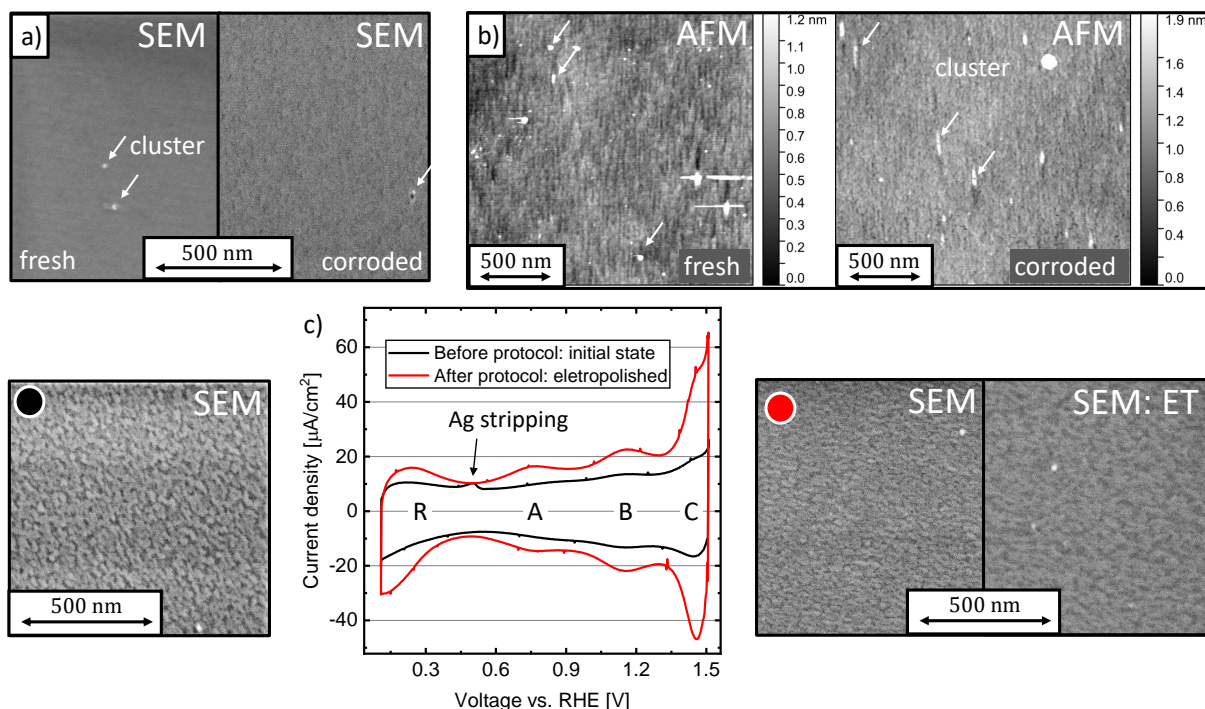 a)
SEM
SEM
cluster
fresh
500 nm
corroded
b)
AFM
500 nm
fresh
1.2 nm
1.0
0.9
0.8
0.7
0.6
0.5
0.4
0.3
0.2
0.0
AFM
cluster
500 nm
corroded
1.9 nm
1.6
1.4
1.2
1.0
0.8
0.6
0.4
0.2
0.0
SEM
500 nm
c)
Before protocol: initial state
After protocol: eletropolished
Ag stripping
R
A
B
C
60
40
20
0
-20
-40
Current density [µA/cm²]
0.3
0.6
0.9
1.2
1.5
Voltage vs. RHE [V]
SEM
SEM: ET
500 nm